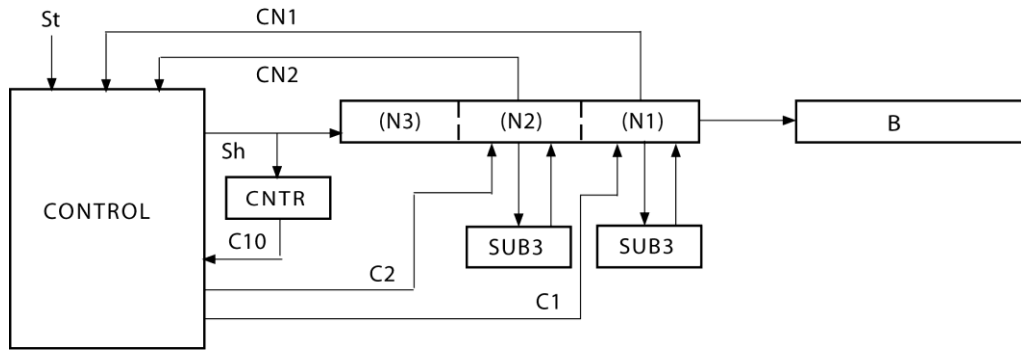 St
CN1
CN2
(N3) (N2) (N1)
B
Sh
CNTR
CONTROL
C10
SUB3 SUB3
C2
C1